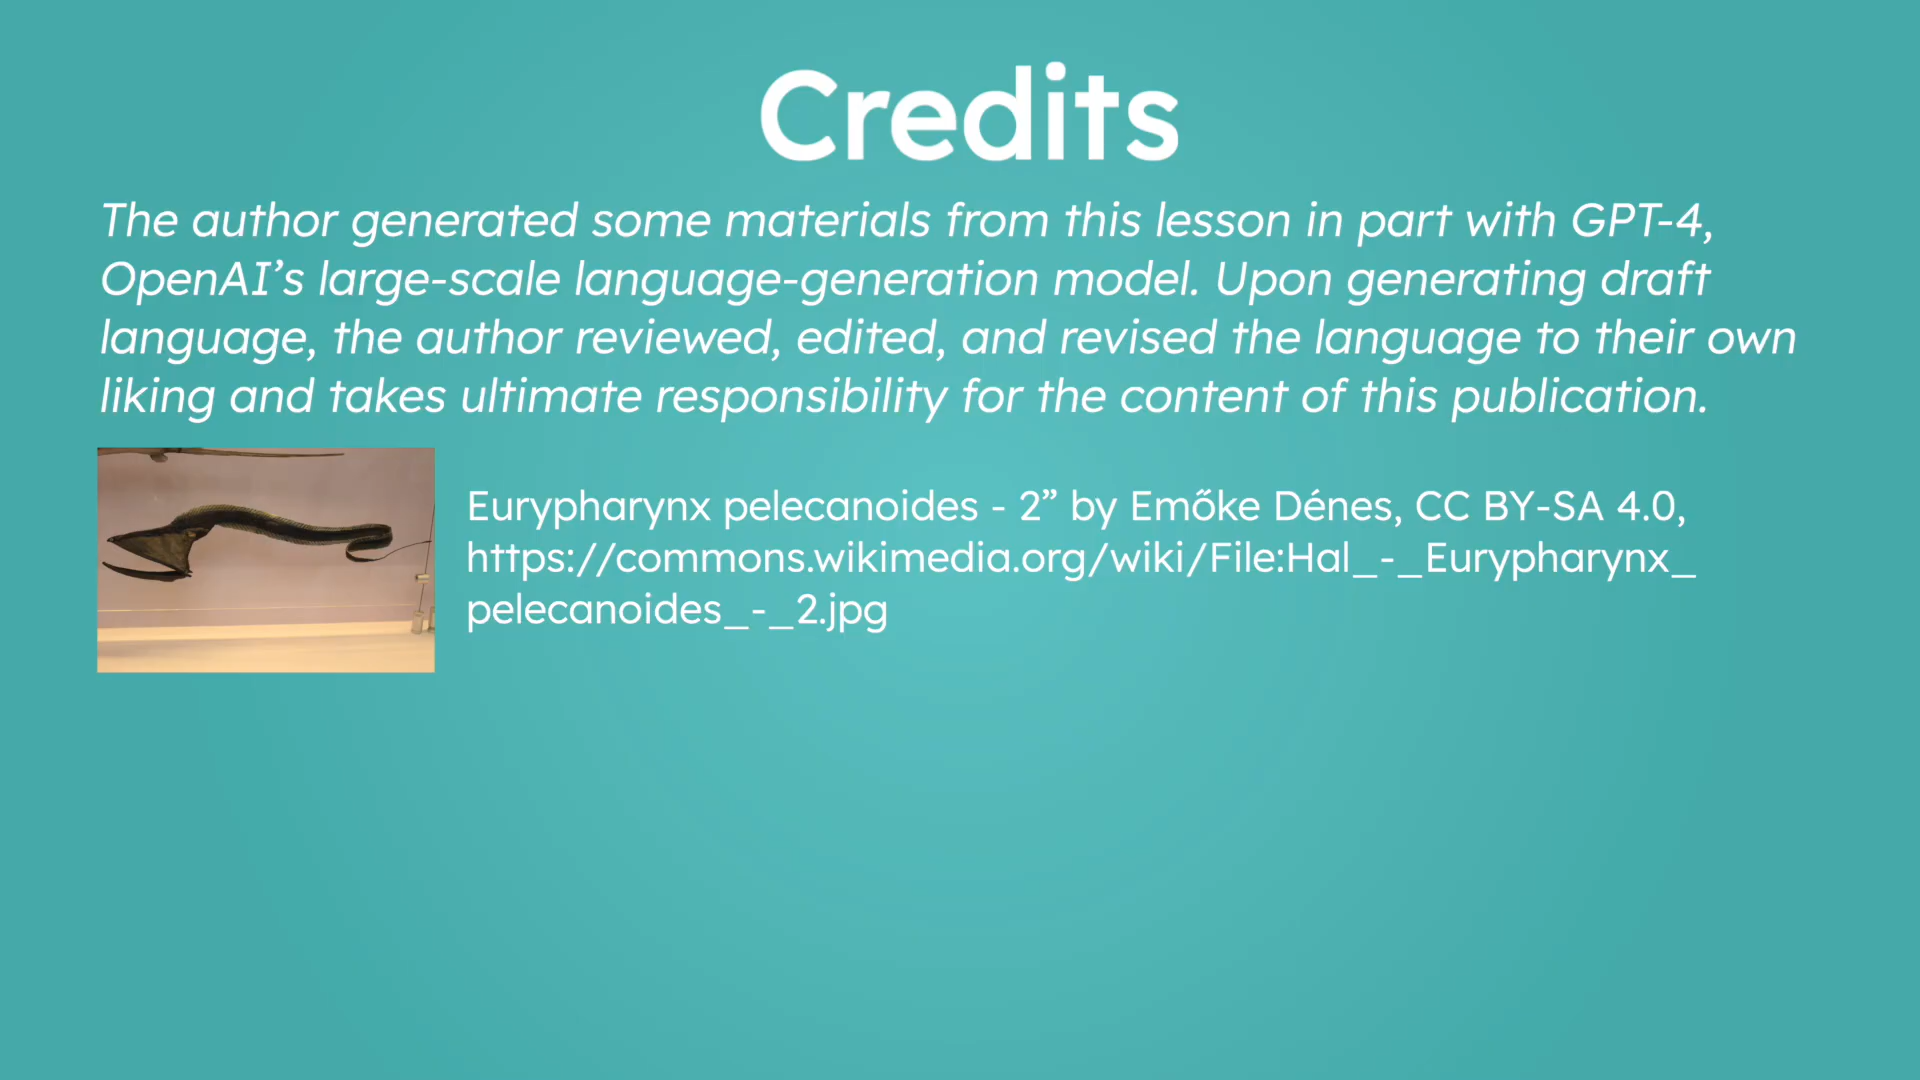 Credits
The author generated some materials from this lesson in part with GPT-4,
OpenAI’s large-scale language-generation model. Upon generating draft
language, the author reviewed, edited, and revised the language to their own
liking and takes ultimate responsibility for the content of this publication.
Eurypharynx pelecanoides - 2” by Emőke Dénes, CC BY-SA 4.0,
https://commons.wikimedia.org/wiki/File:Hal_-_Eurypharynx_
pelecanoides_-_2.jpg